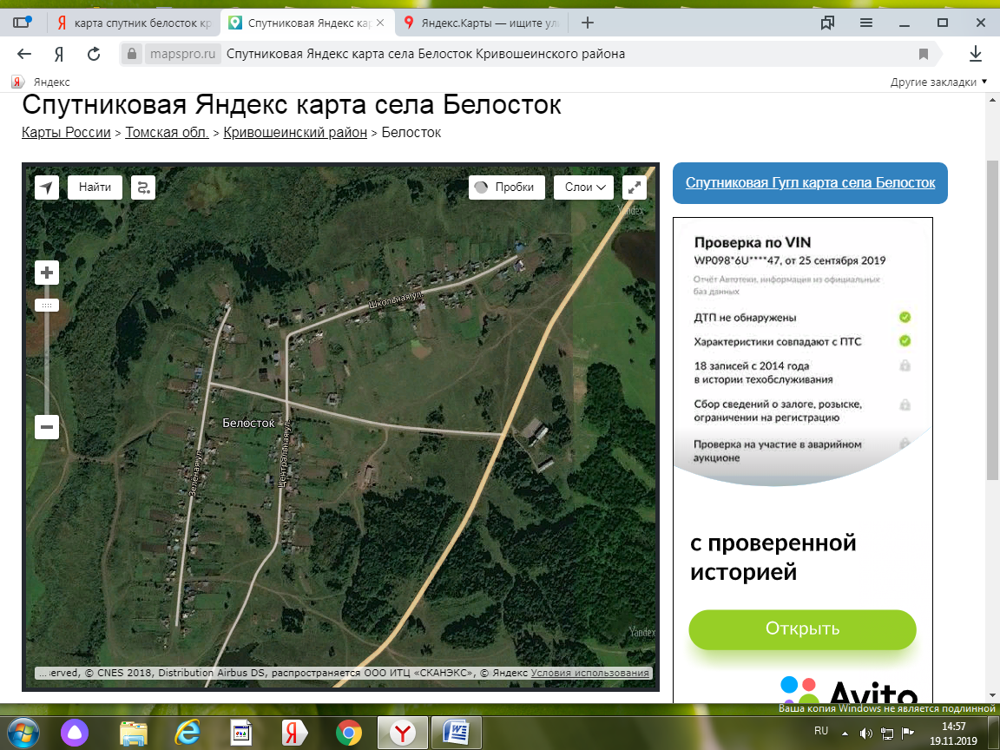 карта спутник белосток кр
Спутниковая Яндекс кар
Яндекс.Карты — ищите ул
mapspro.ru Спутниковая Яндекс карта села Белосток Кривошеинского района
Яндекс
Другие закладки
Спутниковая Яндекс карта села Белосток
Карты России > Томская обл. > Кривошеинский район > Белосток
Найти
Пробки
Слои
Yandex
Школьная ул.
Белосток
Зелёная ул.
Центральная ул.
Yandex
... erved, © CNES 2018, Distribution Airbus DS, распространяется ООО ИТЦ «СКАНЭКС», © Яндекс Условия использования
Спутниковая Гугл карта села Белосток
Проверка по VIN
WP098*6U****47, от 25 сентября 2019
Отчёт Автотеки, информация из официальных
баз данных
ДТП не обнаружены
Характеристики совпадают с ПТС
18 записей с 2014 года
в истории техобслуживания
Сбор сведений о залоге, розыске,
ограничении на регистрацию
Проверка на участие в аварийном
аукционе
с проверенной
историей
Открыть
Avito
Ваша копия Windows не является подлинной
RU
14:57
19.11.2019